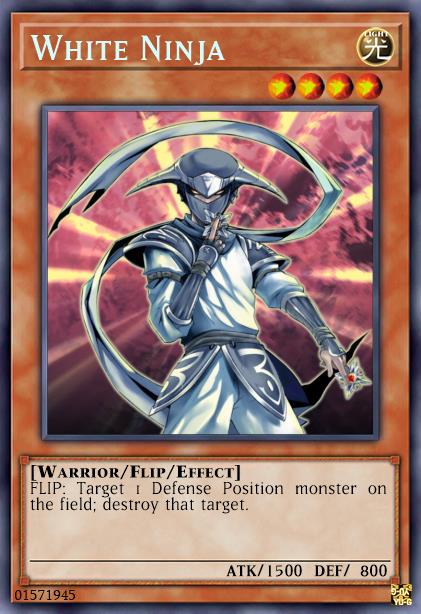 White Ninja
LIGHT
光
[Warrior/Flip/Effect]
FLIP: Target 1 Defense Position monster on
the field; destroy that target.
ATK/1500 DEF/ 800
01571945